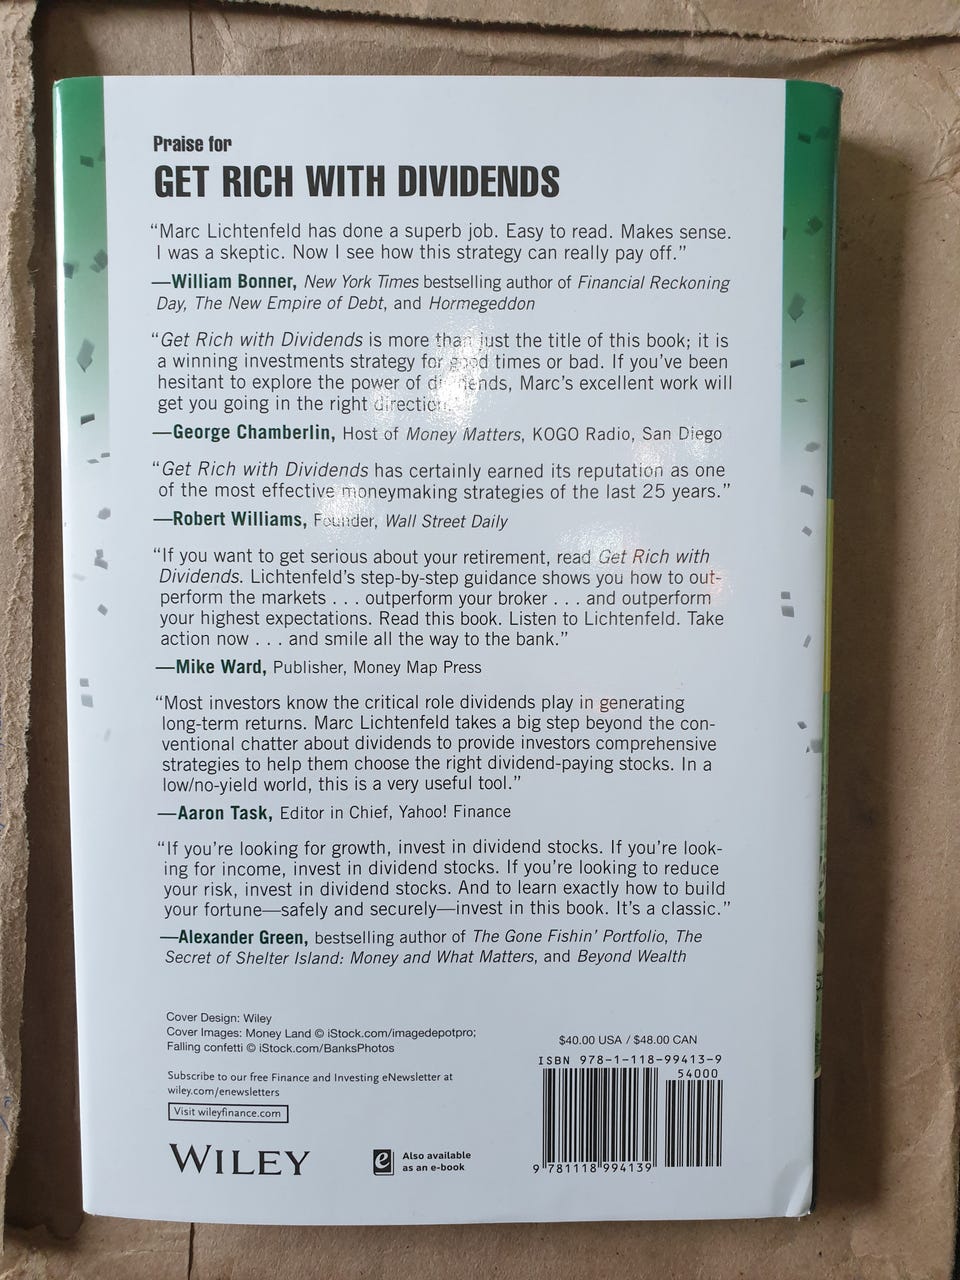 Praise for
GET RICH WITH DIVIDENDS
“Marc Lichtenfeld has done a superb job. Easy to read. Makes sense.
I was a skeptic. Now I see how this strategy can really pay off.”
—William Bonner, New York Times bestselling author of Financial Reckoning
Day, The New Empire of Debt, and Hormegeddon
“Get Rich with Dividends is more than just the title of this book; it is
a winning investments strategy for good times or bad. If you’ve been
hesitant to explore the power of dividends, Marc’s excellent work will
get you going in the right direction.”
—George Chamberlin, Host of Money Matters, KOGO Radio, San Diego
“Get Rich with Dividends has certainly earned its reputation as one
of the most effective moneymaking strategies of the last 25 years.”
—Robert Williams, Founder, Wall Street Daily
“If you want to get serious about your retirement, read Get Rich with
Dividends. Lichtenfeld’s step-by-step guidance shows you how to out-
perform the markets . . . outperform your broker . . . and outperform
your highest expectations. Read this book. Listen to Lichtenfeld. Take
action now . . . and smile all the way to the bank.”
—Mike Ward, Publisher, Money Map Press
“Most investors know the critical role dividends play in generating
long-term returns. Marc Lichtenfeld takes a big step beyond the con-
ventional chatter about dividends to provide investors comprehensive
strategies to help them choose the right dividend-paying stocks. In a
low/no-yield world, this is a very useful tool.”
—Aaron Task, Editor in Chief, Yahoo! Finance
“If you’re looking for growth, invest in dividend stocks. If you’re look-
ing for income, invest in dividend stocks. If you’re looking to reduce
your risk, invest in dividend stocks. And to learn exactly how to build
your fortune—safely and securely—invest in this book. It’s a classic.”
—Alexander Green, bestselling author of The Gone Fishin’ Portfolio, The
Secret of Shelter Island: Money and What Matters, and Beyond Wealth
Cover Design: Wiley
Cover Images: Money Land © iStock.com/imagedepotpro;
Falling confetti © iStock.com/BanksPhotos
Subscribe to our free Finance and Investing eNewsletter at
wiley.com/enewsletters
Visit wileyfinance.com
WILEY
e
Also available
as an e-book
$40.00 USA / $48.00 CAN
ISBN 978-1-118-99413-9
54000
9 781118 994139